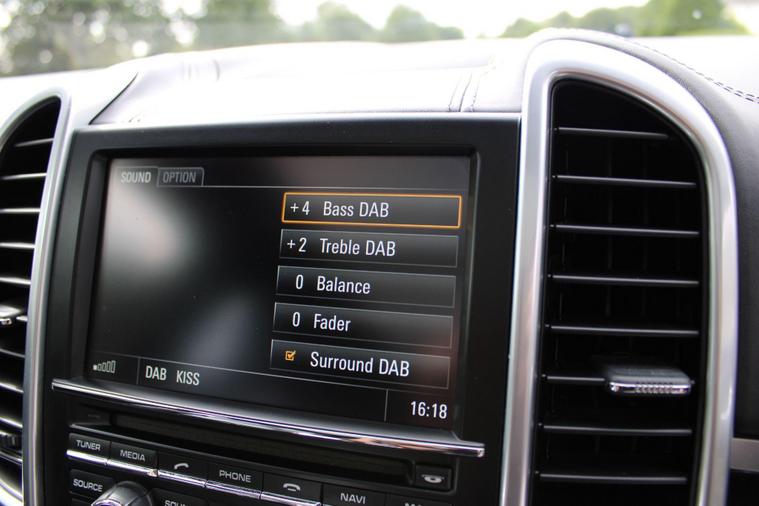 SOUND OPTION
+4 Bass DAB
+2 Treble DAB
0 Balance
0 Fader
Surround DAB
DAB KISS
16:18
TUNER MEDIA PHONE NAVI
SOURCE